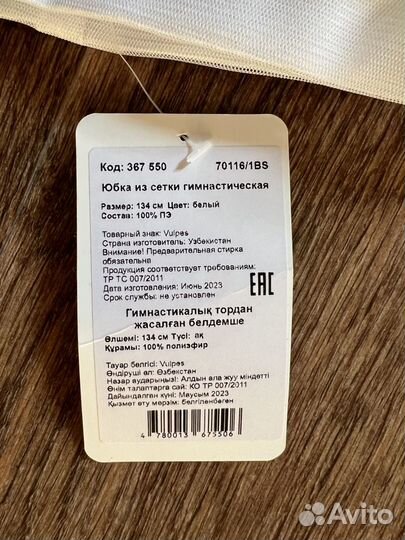 Код: 367 550 70116/1BS
Юбка из сетки гимнастическая
Размер: 134 см Цвет: белый
Состав: 100% ПЭ
Товарный знак: Vulpes
Страна изготовитель: Узбекистан
Внимание! Предварительная стирка
обязательна
Продукция соответствует требованиям:
ТР ТС 007/2011
Дата изготовления: Июнь 2023
Срок службы: не установлен
EAC
Гимнастикалық тордан
жасалған белдемше
Өлшемі: 134 см Түсі: ақ
Құрамы: 100% полиэфир
Тауар белгісі: Vulpes
Өндіруші ел: Өзбекстан
Назар аударыңыз!: Алдын ала жуу міндетті
Өнім талаптарға сай: КО ТР 007/2011
Дайындалған күні: Маусым 2023
Қызмет өту мерзім: белгіленбеген
4 780013 675506
Avito